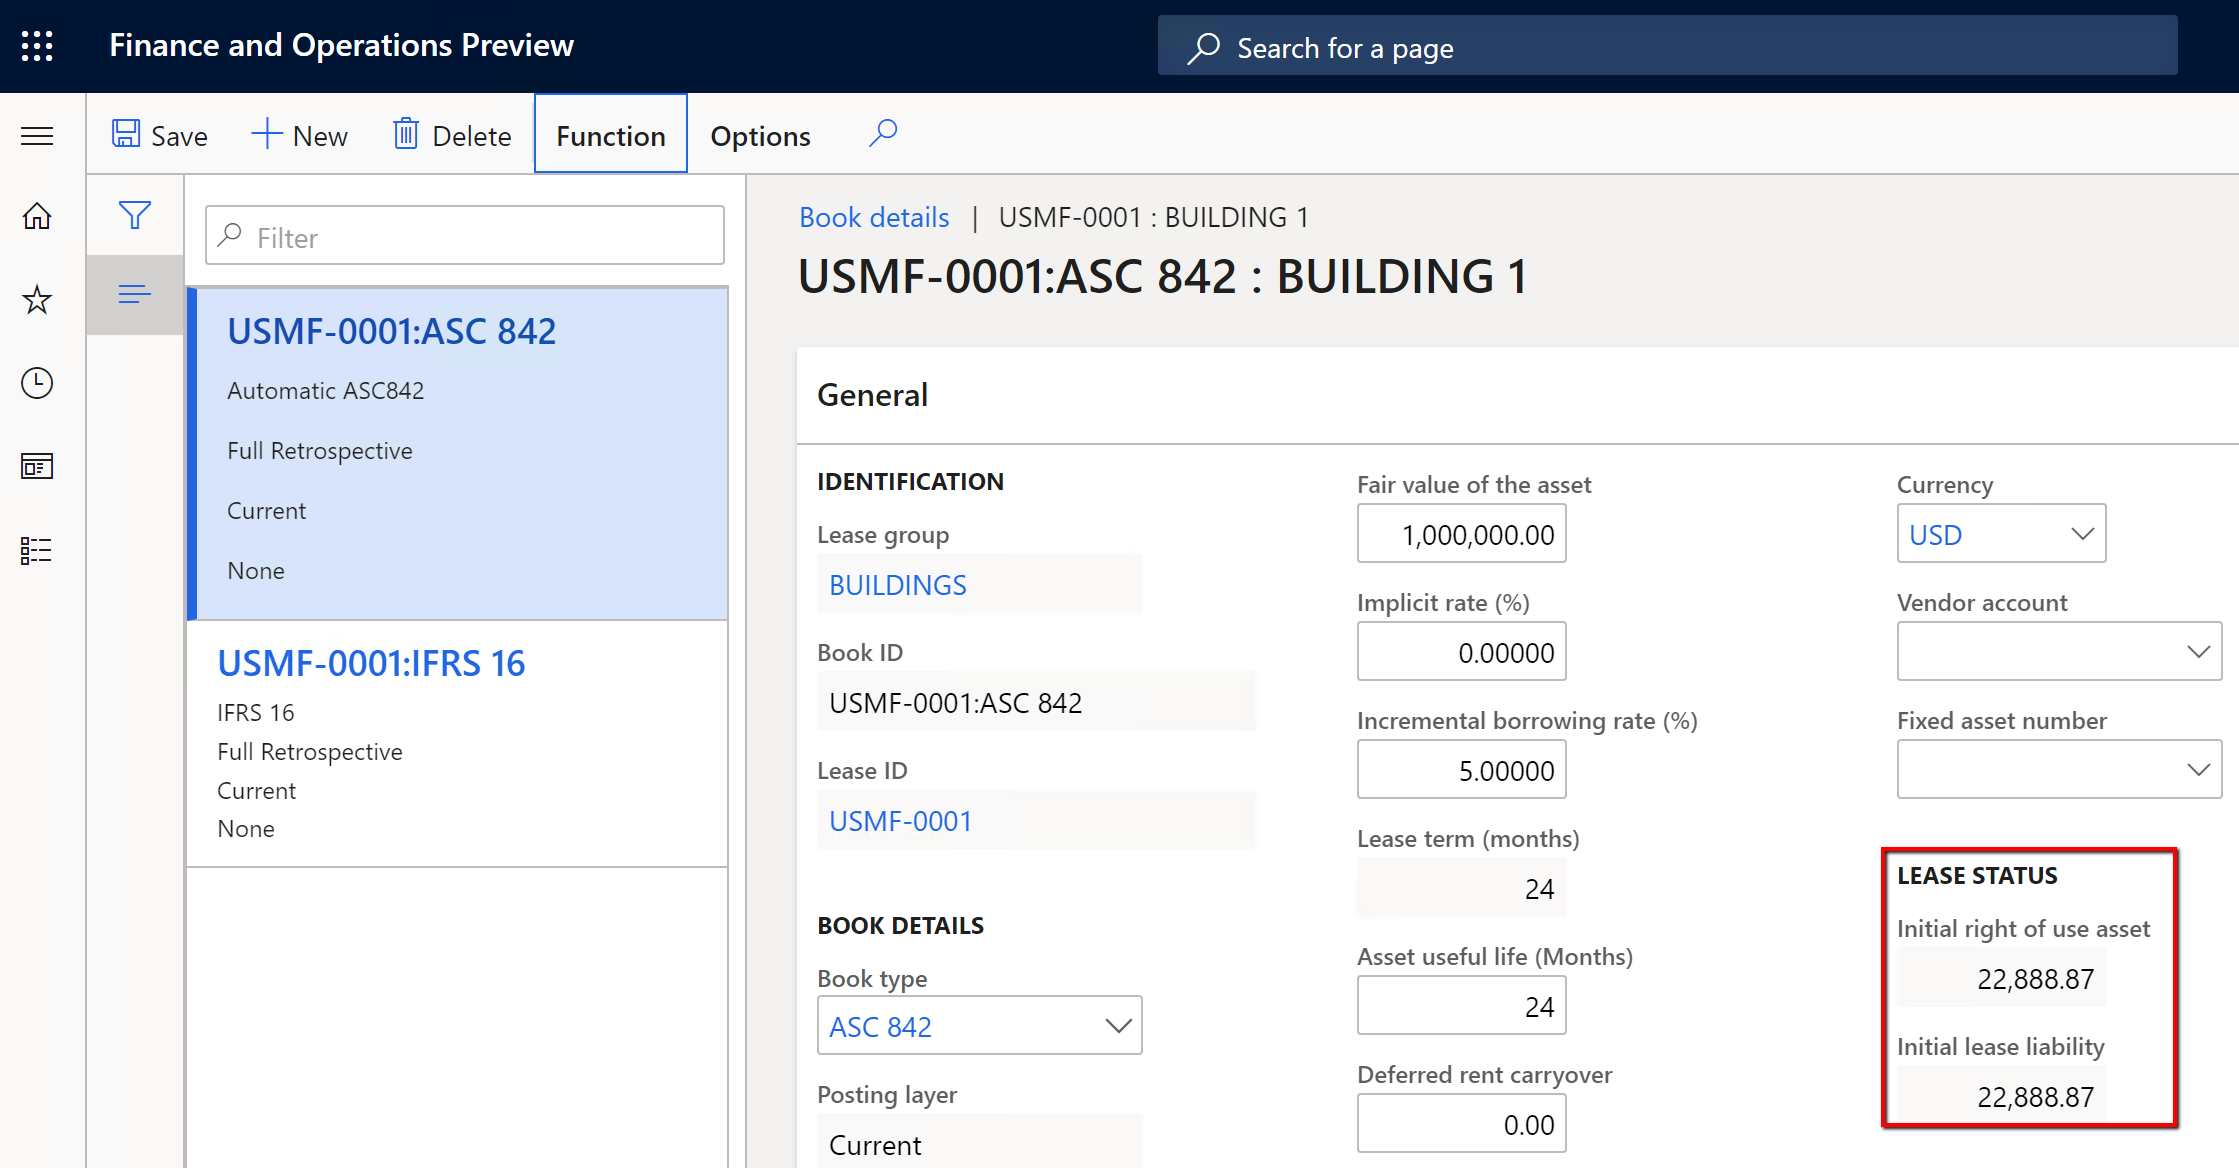 Finance and Operations Preview
Search for a page
Save
New
Delete
Function
Options
Filter
USMF-0001:ASC 842
Automatic ASC842
Full Retrospective
Current
None
USMF-0001:IFRS 16
IFRS 16
Full Retrospective
Current
None
Book details | USMF-0001 : BUILDING 1
USMF-0001:ASC 842 : BUILDING 1
General
IDENTIFICATION
Lease group
BUILDINGS
Book ID
USMF-0001:ASC 842
Lease ID
USMF-0001
BOOK DETAILS
Book type
ASC 842
Posting layer
Current
Fair value of the asset
1,000,000.00
Implicit rate (%)
0.00000
Incremental borrowing rate (%)
5.00000
Lease term (months)
24
Asset useful life (Months)
24
Deferred rent carryover
0.00
Currency
USD
Vendor account
Fixed asset number
LEASE STATUS
Initial right of use asset
22,888.87
Initial lease liability
22,888.87